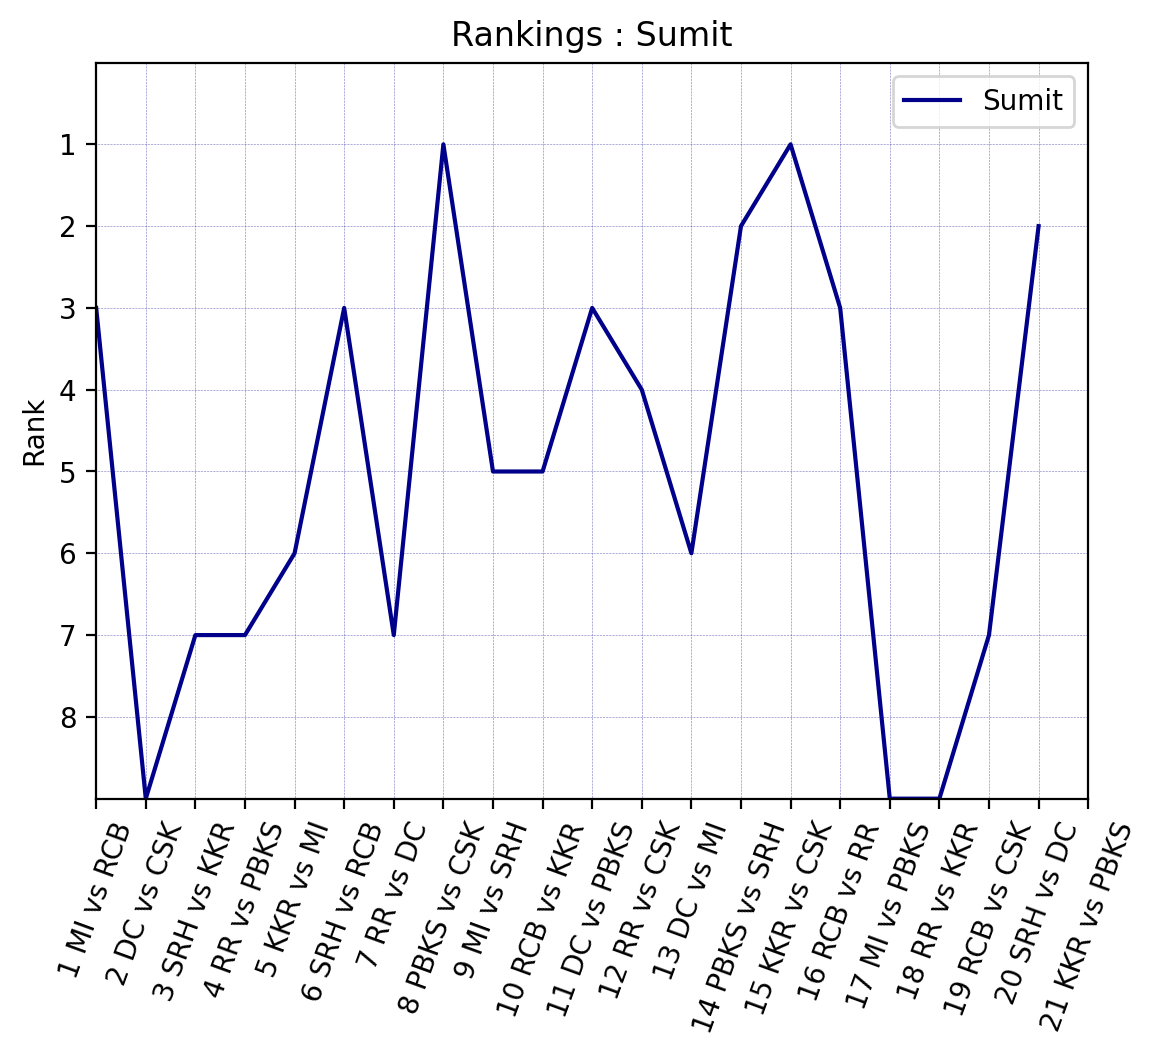 Rankings : Sumit
Sumit
1
2
3
4
5
6
7
8
Rank
1 MI vs RCB
2 DC vs CSK
3 SRH vs KKR
4 RR vs PBKS
5 KKR vs MI
6 SRH vs RCB
7 RR vs DC
8 PBKS vs CSK
9 MI vs SRH
10 RCB vs KKR
11 DC vs PBKS
12 RR vs CSK
13 DC vs MI
14 PBKS vs SRH
15 KKR vs CSK
16 RCB vs RR
17 MI vs PBKS
18 RR vs KKR
19 RCB vs CSK
20 SRH vs DC
21 KKR vs PBKS